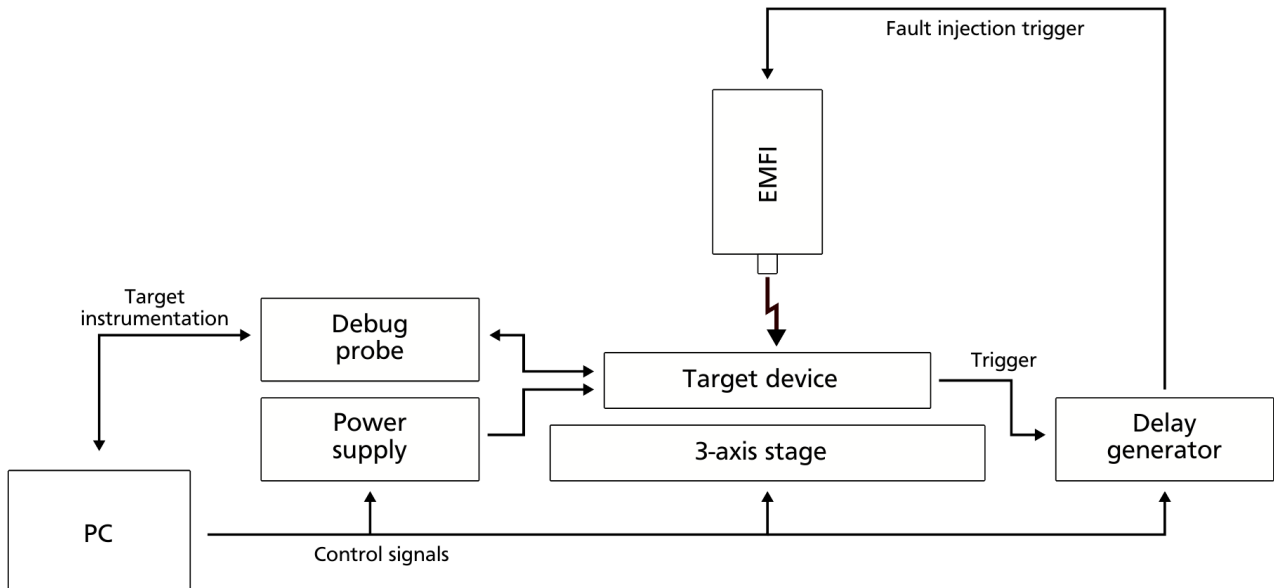 Fault injection trigger
EMFI
Target
instrumentation
Debug
probe
Target device
Trigger
Power
supply
3-axis stage
Delay
generator
PC
Control signals